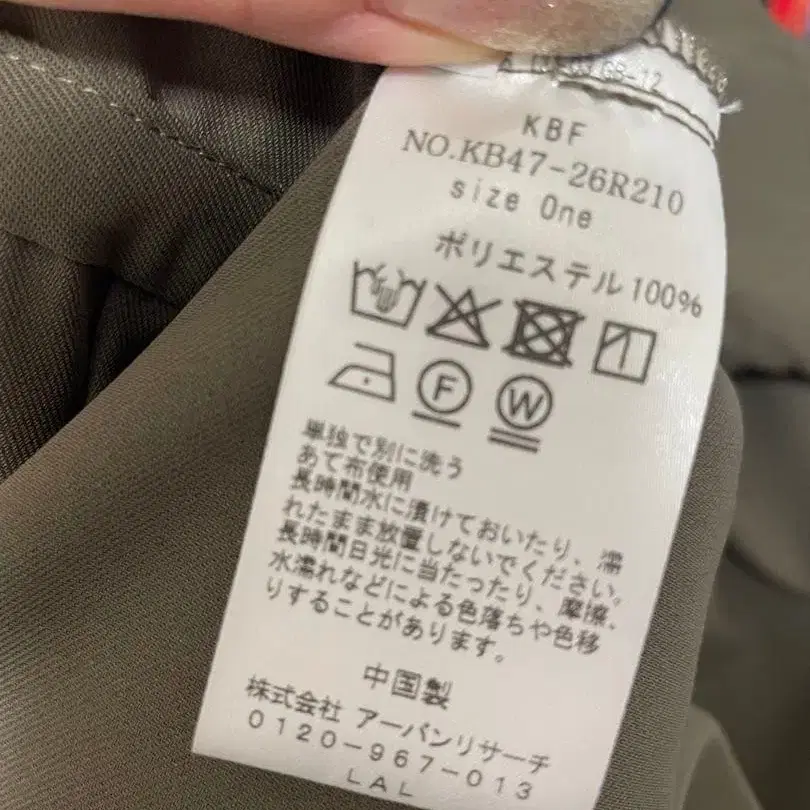 KBF
NO.KB47-26R210
size One
ポリエステル100%
F
W
単独で別に洗う
あて布使用
長時間水に漬けておいたり、濡
れたまま放置しないでください。
長時間日光に当たったり、摩擦、
水濡れなどによる色落ちや色移
りすることがあります。
中国製
株式会社 アーバンリサーチ
0120-967-013
LAL